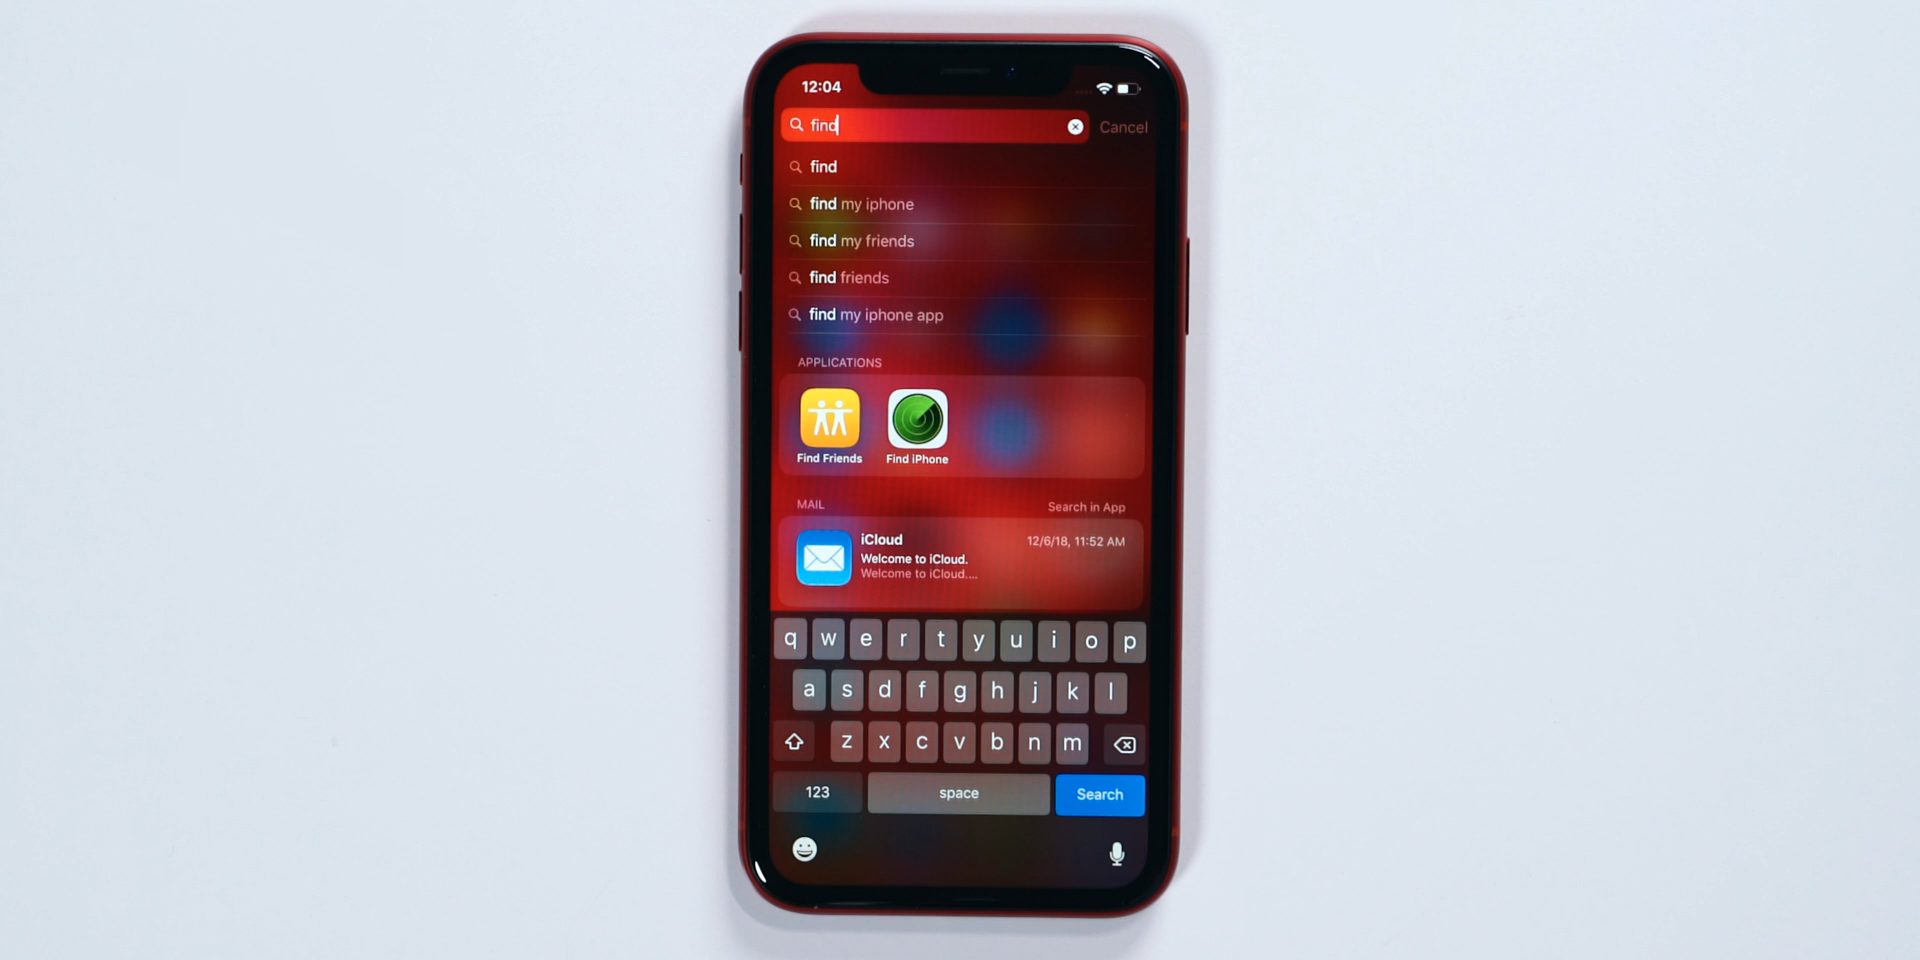 12:04
find
Cancel
find
find my iphone
find my friends
find friends
find my iphone app
APPLICATIONS
Find Friends
Find iPhone
MAIL
Search in App
iCloud
12/6/18, 11:52 AM
Welcome to iCloud.
Welcome to iCloud....
q w e r t y u i o p
a s d f g h j k l
z x c v b n m
123
space
Search